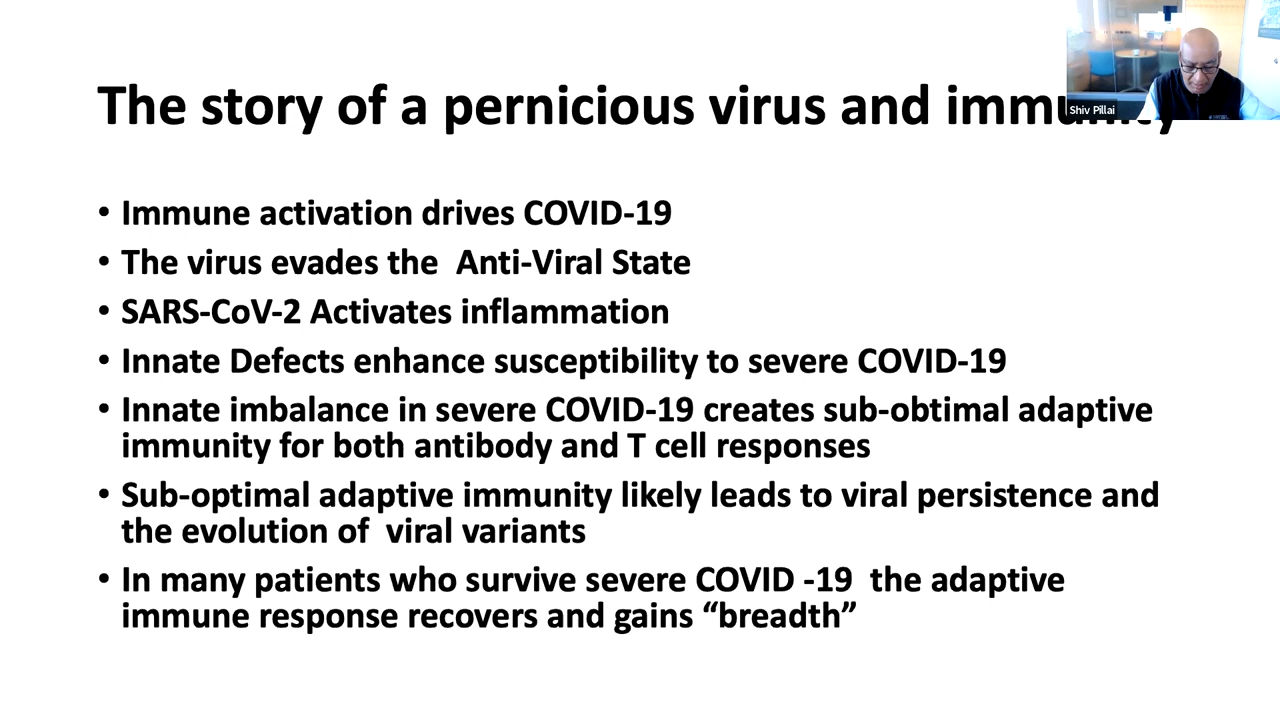 The story of a pernicious virus and immunity
Shiv Pillai
• Immune activation drives COVID-19
• The virus evades the  Anti-Viral State
• SARS-CoV-2 Activates inflammation
• Innate Defects enhance susceptibility to severe COVID-19
• Innate imbalance in severe COVID-19 creates sub-obtimal adaptive
immunity for both antibody and T cell responses
• Sub-optimal adaptive immunity likely leads to viral persistence and
the evolution of  viral variants
• In many patients who survive severe COVID -19  the adaptive
immune response recovers and gains “breadth”